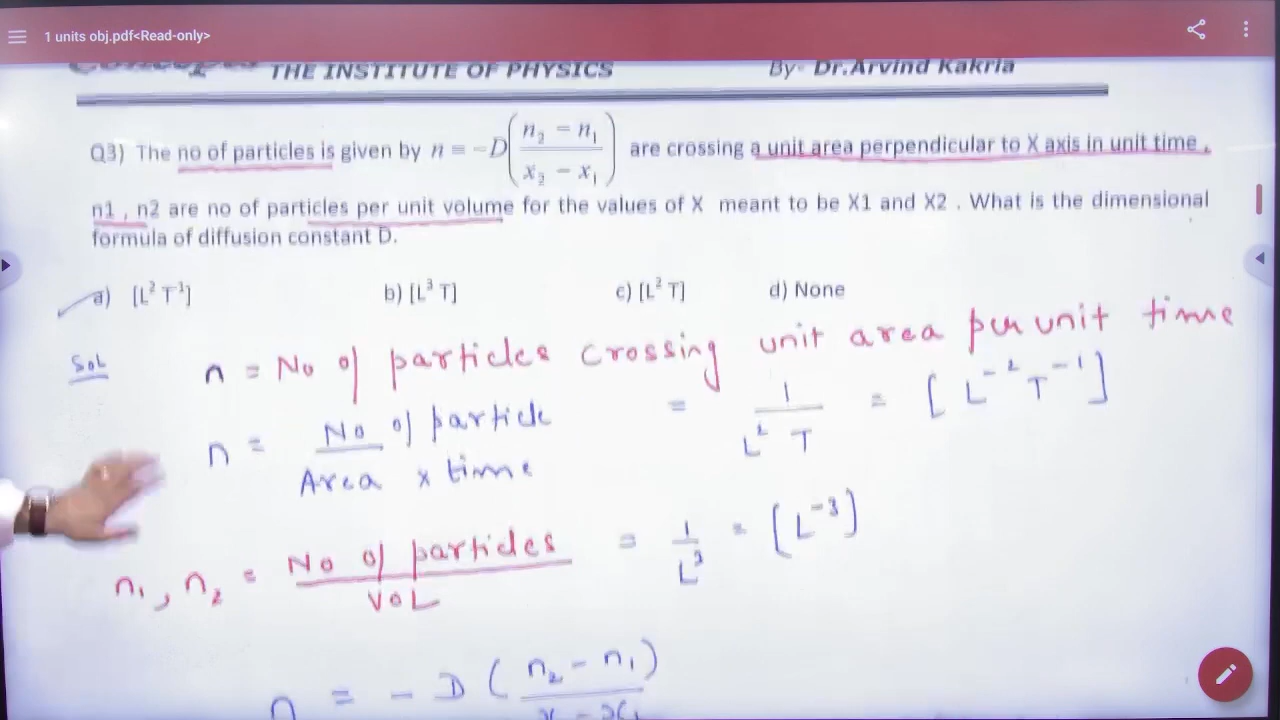 1 units obj.pdf<Read-only>
Concepts
THE INSTITUTE OF PHYSICS
By- Dr.Arvind Kakria
Q3) The no of particles is given by n = -D((n₂ - n₁)/(x₂ - x₁)) are crossing a unit area perpendicular to X axis in unit time ,
n1 , n2 are no of particles per unit volume for the values of X meant to be X1 and X2 . What is the dimensional
formula of diffusion constant D.
a) [L² T¹] b) [L³ T] c) [L² T] d) None
Sol
n = No of particles crossing unit area per unit time
n = No of particle / Area x time = 1 / L² T = [L⁻² T⁻¹]
n₁, n₂ = No of particles / VoL = 1 / L³ = [L⁻³]
n = - D (n₂ - n₁)